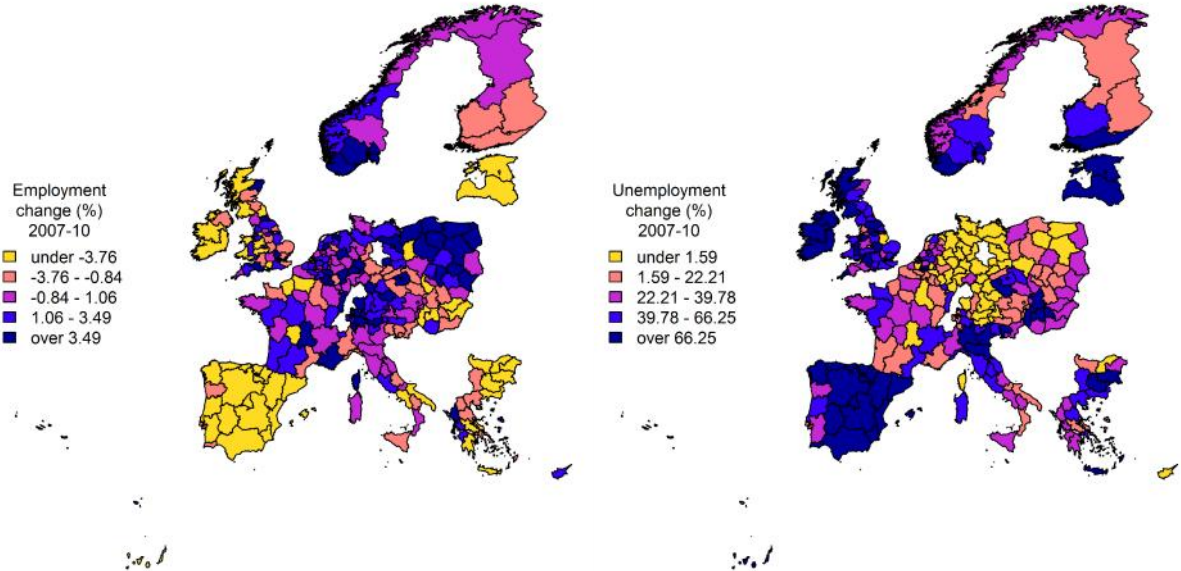 Employment
change (%)
2007-10
under -3.76
-3.76 - -0.84
-0.84 - 1.06
1.06 - 3.49
over 3.49
Unemployment
change (%)
2007-10
under 1.59
1.59 - 22.21
22.21 - 39.78
39.78 - 66.25
over 66.25